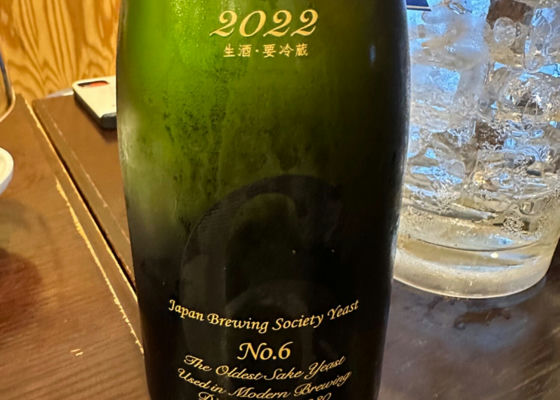 2022
生酒・要冷蔵
Japan Brewing Society Yeast
No.6
The Oldest Sake Yeast
Used in Modern Brewing